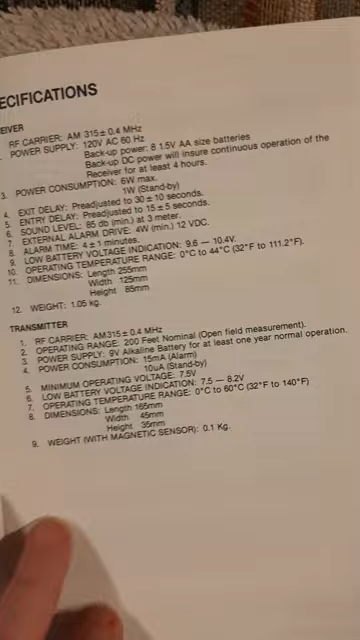 ECIFICATIONS
EIVER
RF CARRIER: AM 315± 0.4 MHz
POWER SUPPLY: 120V AC 60 Hz
Back-up power: 8 1.5V AA size batteries
Back-up DC power will insure continuous operation of the
Receiver for at least 4 hours.
3. POWER CONSUMPTION: 6W max.
1W (Stand-by)
4. EXIT DELAY: Preadjusted to 30 ± 10 seconds.
5. ENTRY DELAY: Preadjusted to 15 ± 5 seconds.
6. SOUND LEVEL: 85 db (min.) at 3 meter.
7. EXTERNAL ALARM DRIVE: 4W (min.) 12 VDC.
8. ALARM TIME: 4 ± 1 minutes.
9. LOW BATTERY VOLTAGE INDICATION: 9.6 — 10.4V.
10. OPERATING TEMPERATURE RANGE: 0°C to 44°C (32°F to 111.2°F).
11. DIMENSIONS: Length 255mm
Width 125mm
Height 65mm
12. WEIGHT: 1.05 kg.
TRANSMITTER
1. RF CARRIER: AM315 ± 0.4 MHz
2. OPERATING RANGE: 200 Feet Nominal (Open field measurement).
3. POWER SUPPLY: 9V Alkaline Battery for at least one year normal operation.
4. POWER CONSUMPTION: 15mA (Alarm)
10uA (Stand-by)
5. MINIMUM OPERATING VOLTAGE: 7.5V
6. LOW BATTERY VOLTAGE INDICATION: 7.5 — 8.2V
7. OPERATING TEMPERATURE RANGE: 0°C to 60°C (32°F to 140°F)
8. DIMENSIONS: Length 165mm
Width 45mm
Height 35mm
9. WEIGHT (WITH MAGNETIC SENSOR): 0.1 Kg.